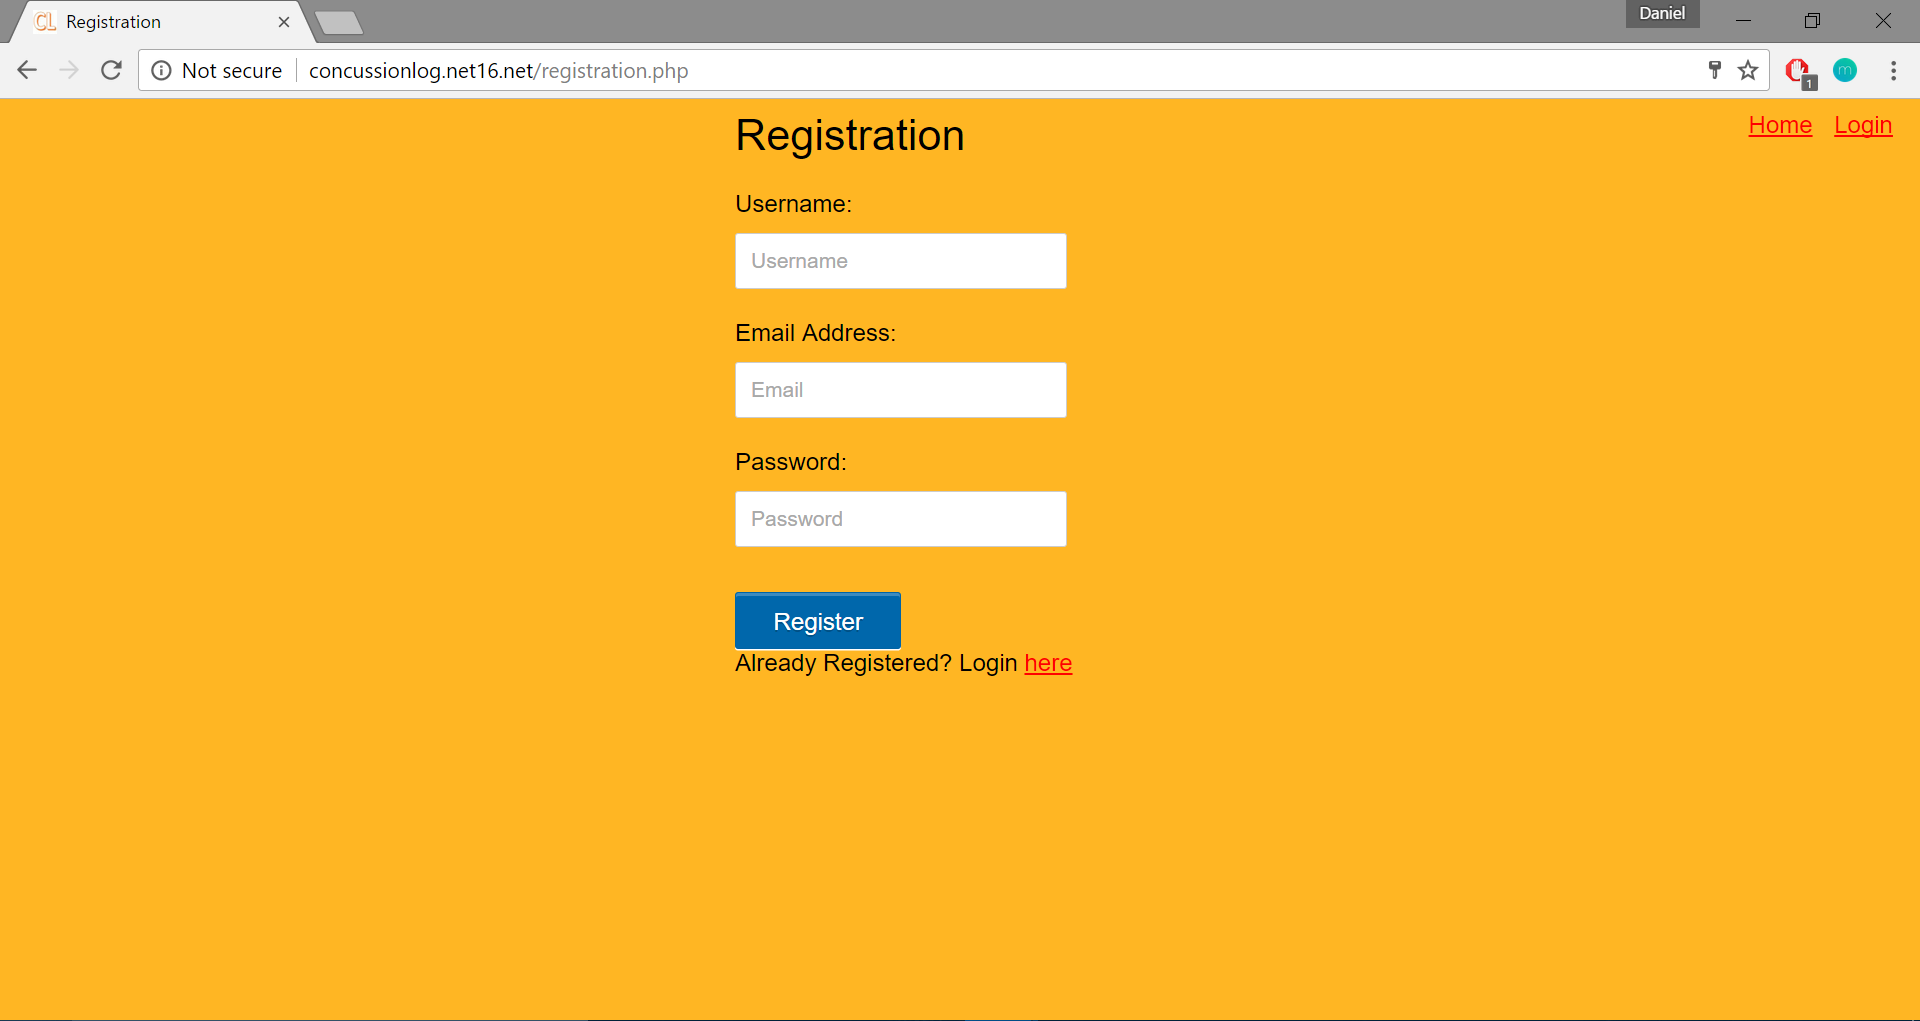 CL Registration
Daniel
Not secure concussionlog.net16.net/registration.php
1
m
Home Login
Registration
Username:
Username
Email Address:
Email
Password:
Password
Register
Already Registered? Login here